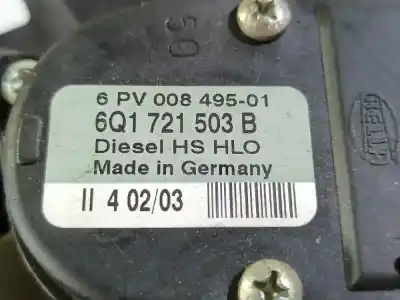 50
6 PV 008 495-01
6Q1 721 503 B
Diesel HS HLO
Made in Germany
II 4 02/03
HELLA